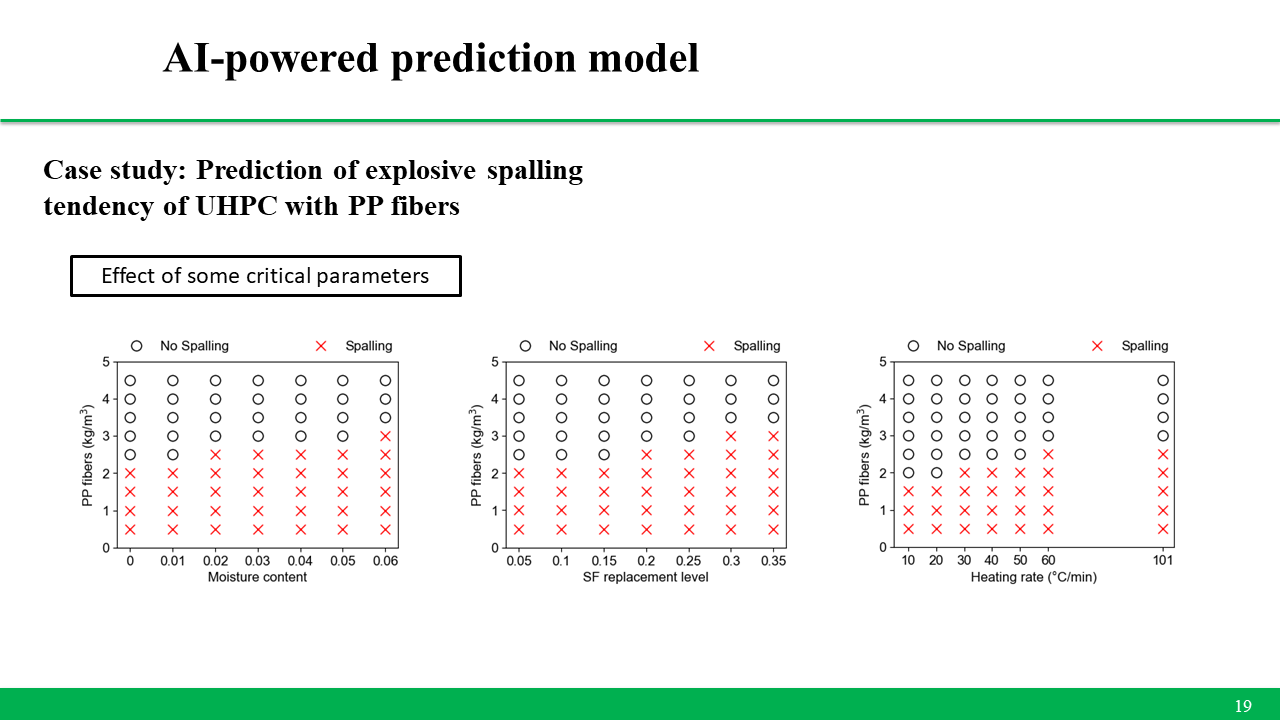 AI-powered prediction model
Case study: Prediction of explosive spalling
tendency of UHPC with PP fibers
Effect of some critical parameters
No Spalling
Spalling
5
4
3
2
1
0
PP fibers (kg/m³)
0 0.01 0.02 0.03 0.04 0.05 0.06
Moisture content
No Spalling
Spalling
5
4
3
2
1
0
PP fibers (kg/m³)
0.05 0.1 0.15 0.2 0.25 0.3 0.35
SF replacement level
No Spalling
Spalling
5
4
3
2
1
0
PP fibers (kg/m³)
10 20 30 40 50 60 101
Heating rate (°C/min)
19